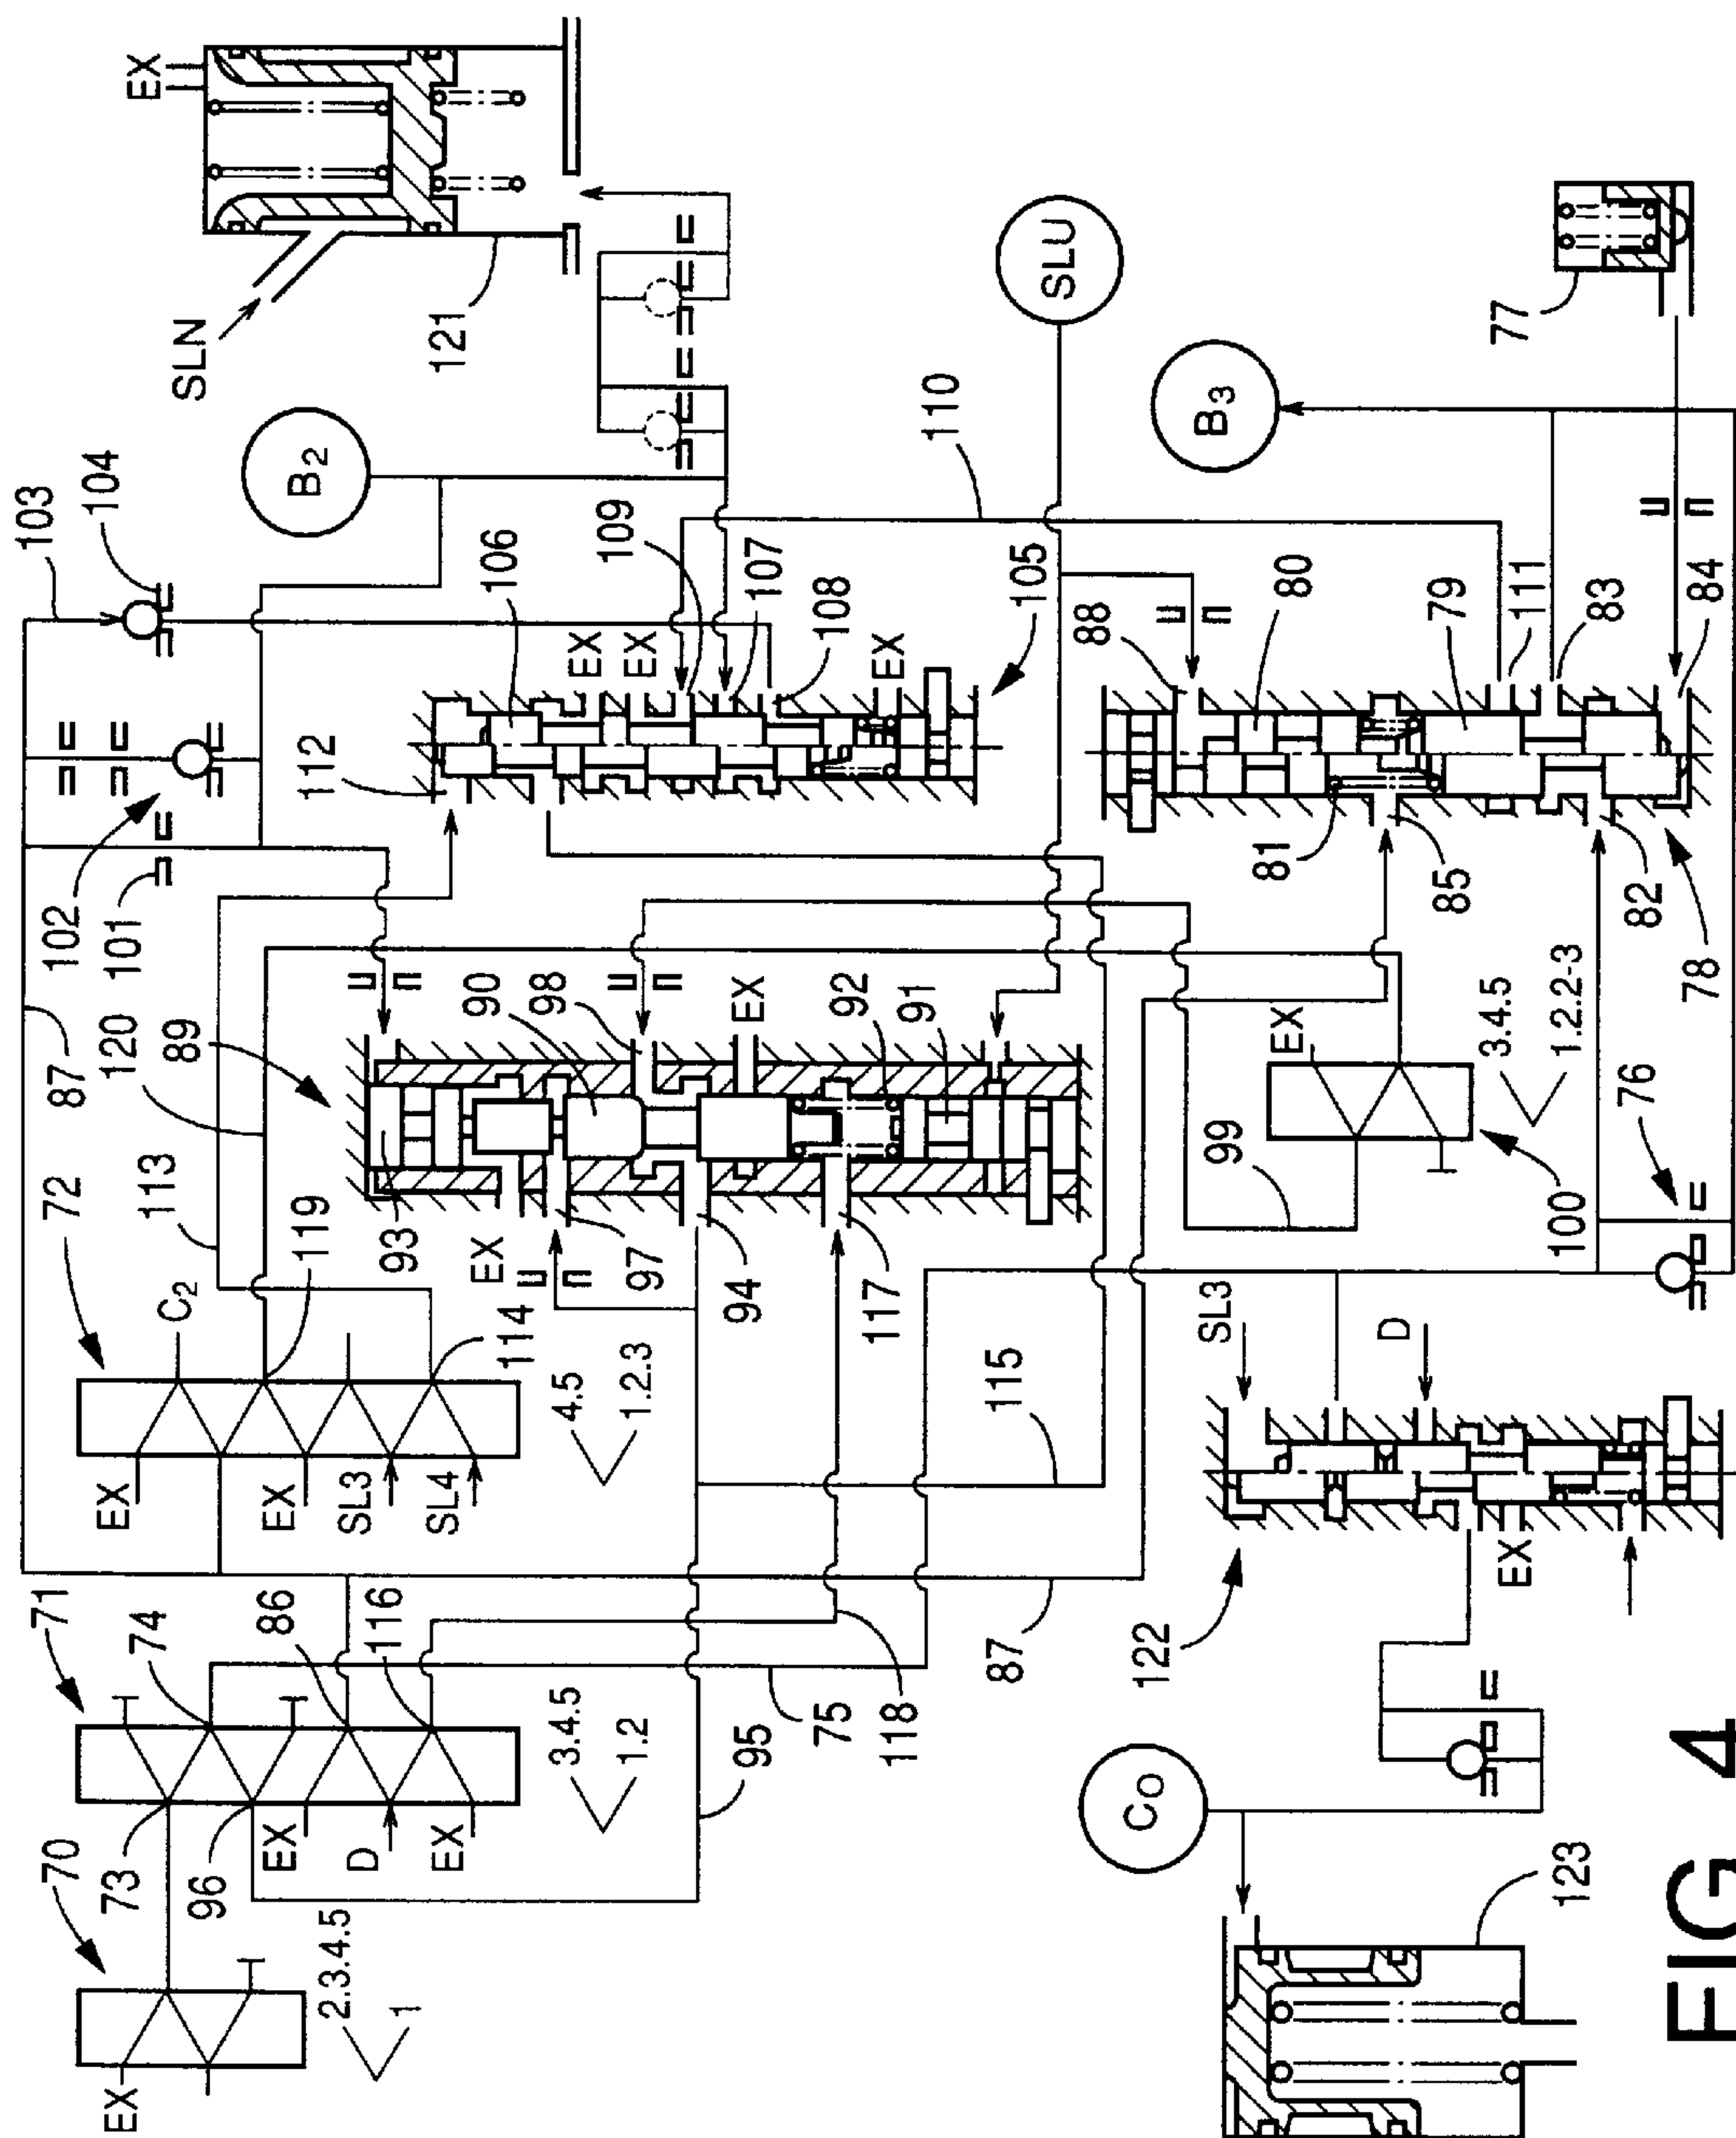 EX
SLN
121
B2
103
104
106
109
107
108
105
EX
EX
EX
112
102
101
110
SLU
B3
77
88
80
79
111
83
84
81
85
82
78
87
120
89
90
98
EX
92
91
93
EX
97
94
117
72
113
119
C2
114
EX
EX
SL3
SL4
4.5
1.2.3
99
EX
3.4.5
1.2.2-3
100
76
115
SL3
D
EX
122
71
74
86
116
73
96
EX
D
EX
3.4.5
1.2
95
75
118
87
70
EX
2.3.4.5
1
C0
123
FIG 4